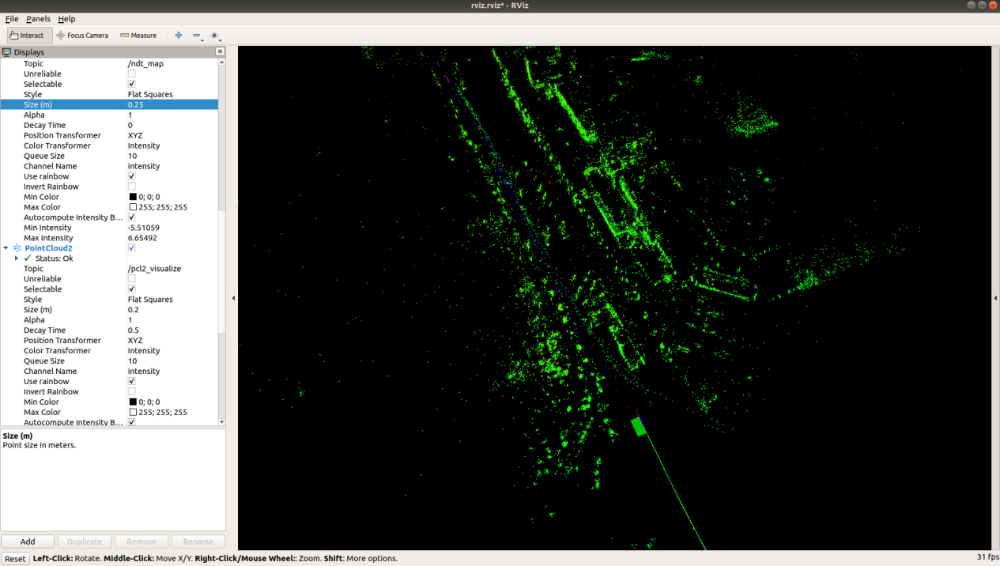 rviz.rviz* - RViz
File Panels Help
Interact Focus Camera Measure
Displays
Topic /ndt_map
Unreliable
Selectable
Style Flat Squares
Size (m) 0.25
Alpha 1
Decay Time 0
Position Transformer XYZ
Color Transformer Intensity
Queue Size 10
Channel Name intensity
Use rainbow
Invert Rainbow
Min Color 0; 0; 0
Max Color 255; 255; 255
Autocompute Intensity B...
Min Intensity -5.51059
Max Intensity 6.65492
PointCloud2
Status: Ok
Topic /pcl2_visualize
Unreliable
Selectable
Style Flat Squares
Size (m) 0.2
Alpha 1
Decay Time 0.5
Position Transformer XYZ
Color Transformer Intensity
Queue Size 10
Channel Name intensity
Use rainbow
Invert Rainbow
Min Color 0; 0; 0
Max Color 255; 255; 255
Autocompute Intensity B...
Size (m)
Point size in meters.
Add Duplicate Remove Rename
Reset Left-Click: Rotate. Middle-Click: Move X/Y. Right-Click/Mouse Wheel:: Zoom. Shift: More options. 31 fps